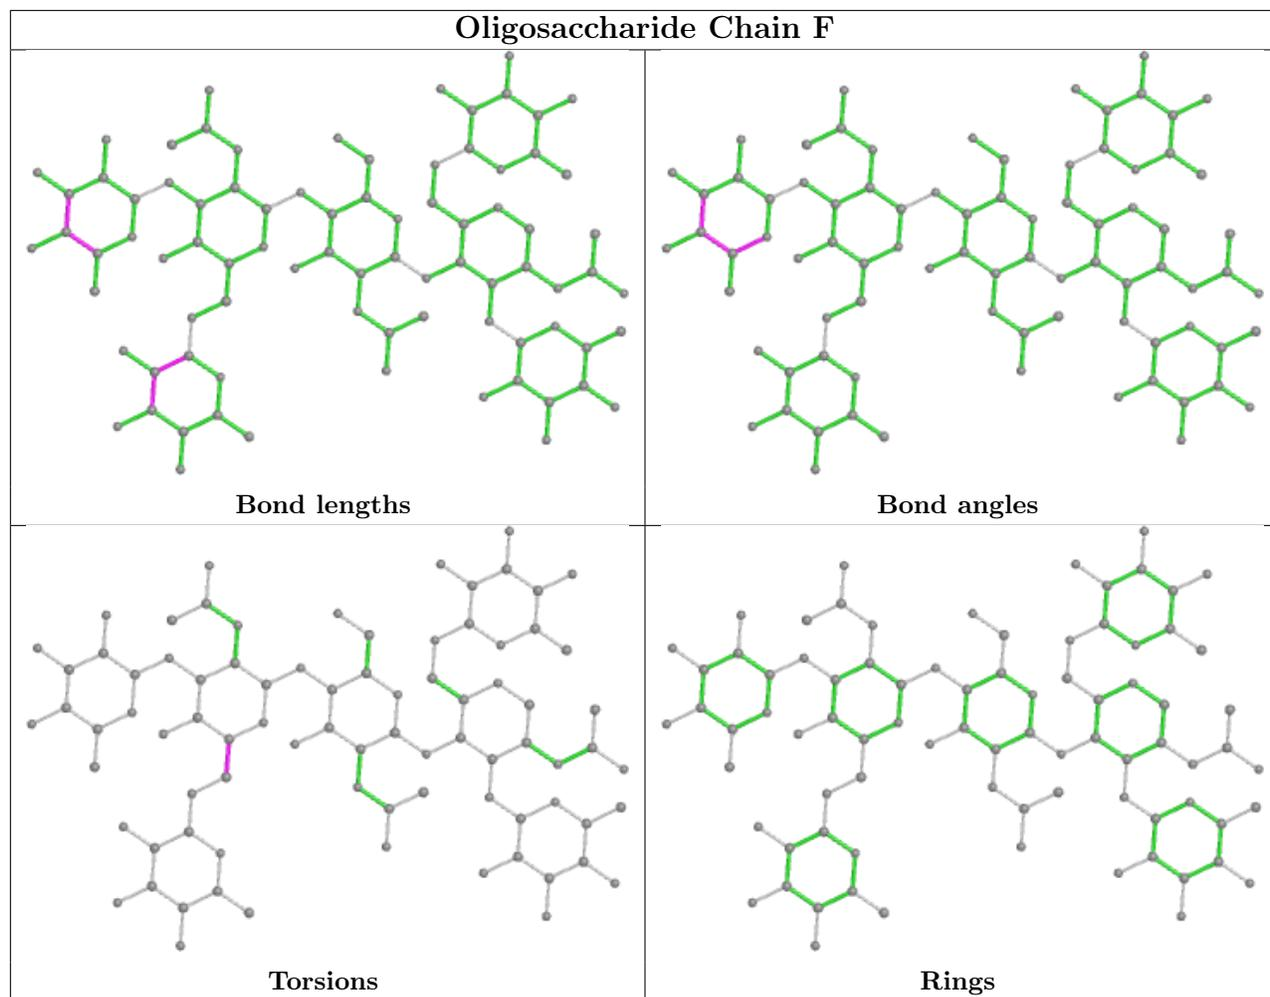 Oligosaccharide Chain F
Bond lengths
Bond angles
Torsions
Rings